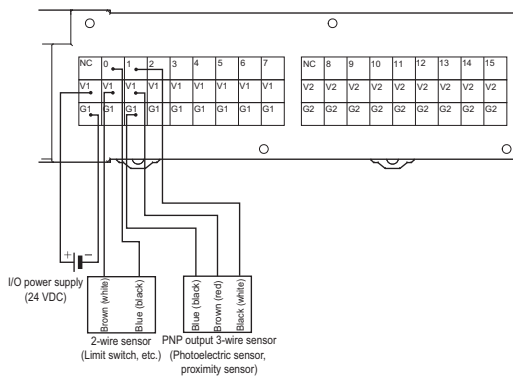 NC 0 1 2 3 4 5 6 7 NC 8 9 10 11 12 13 14 15
V1 V1 V1 V1 V1 V1 V1 V1 V1 V2 V2 V2 V2 V2 V2 V2 V2 V2
G1 G1 G1 G1 G1 G1 G1 G1 G1 G2 G2 G2 G2 G2 G2 G2 G2 G2
+ −
I/O power supply
(24 VDC)
Brown (white)
Blue (black)
2-wire sensor
(Limit switch, etc.)
Blue (black)
Brown (red)
Black (white)
PNP output 3-wire sensor
(Photoelectric sensor,
proximity sensor)